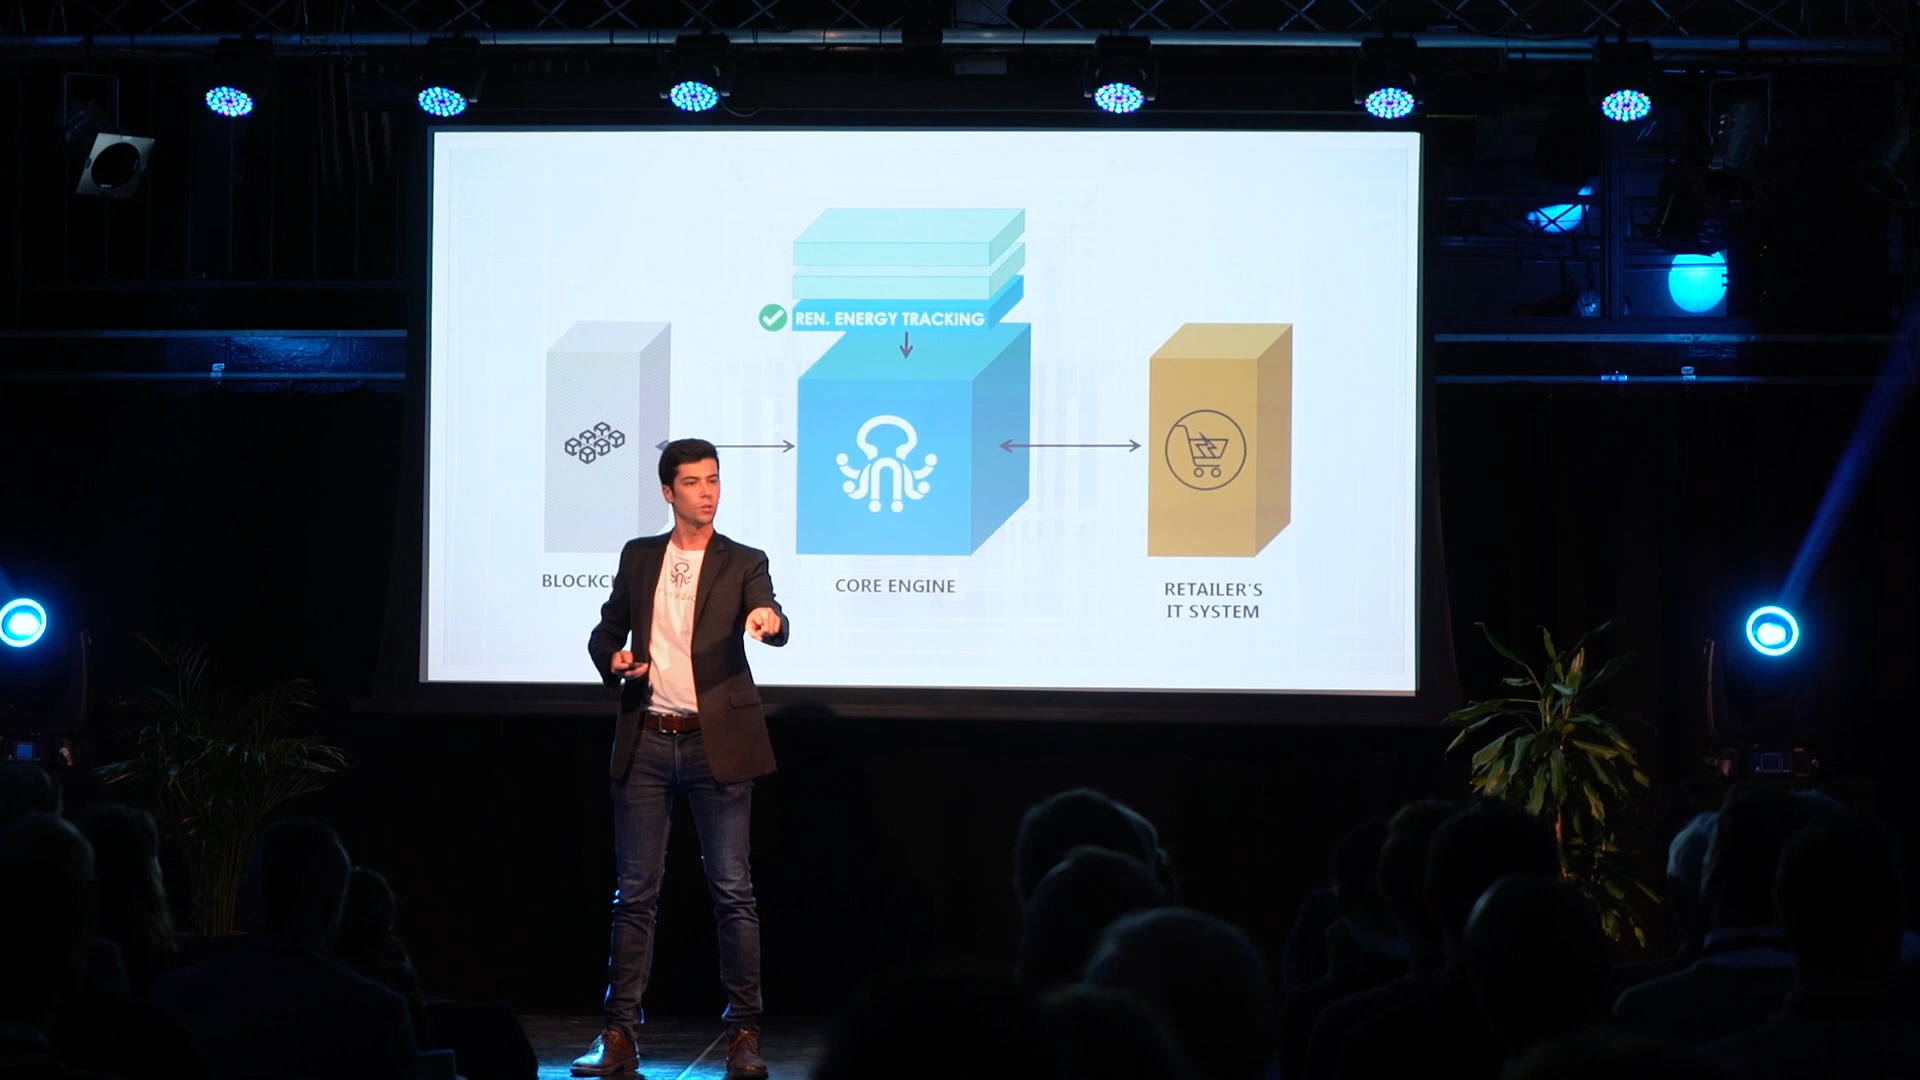 REN. ENERGY TRACKING
BLOCKC
CORE ENGINE
RETAILER'S
IT SYSTEM